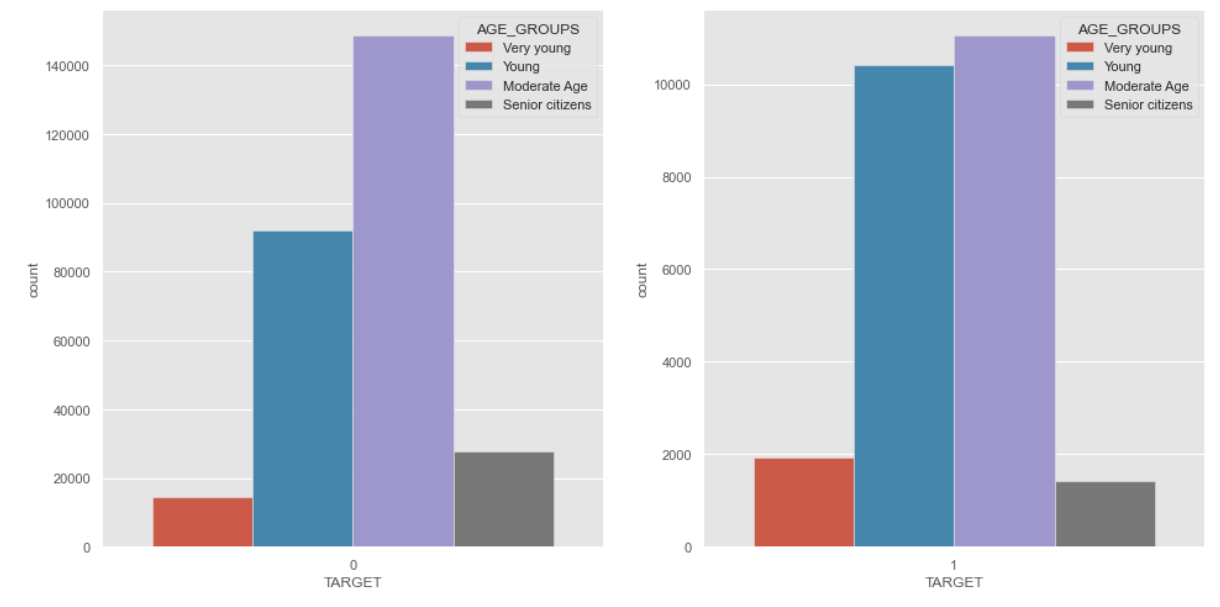 AGE_GROUPS
Very young
Young
Moderate Age
Senior citizens
140000
120000
100000
80000
60000
40000
20000
0
count
0
TARGET
AGE_GROUPS
Very young
Young
Moderate Age
Senior citizens
10000
8000
6000
4000
2000
0
count
1
TARGET